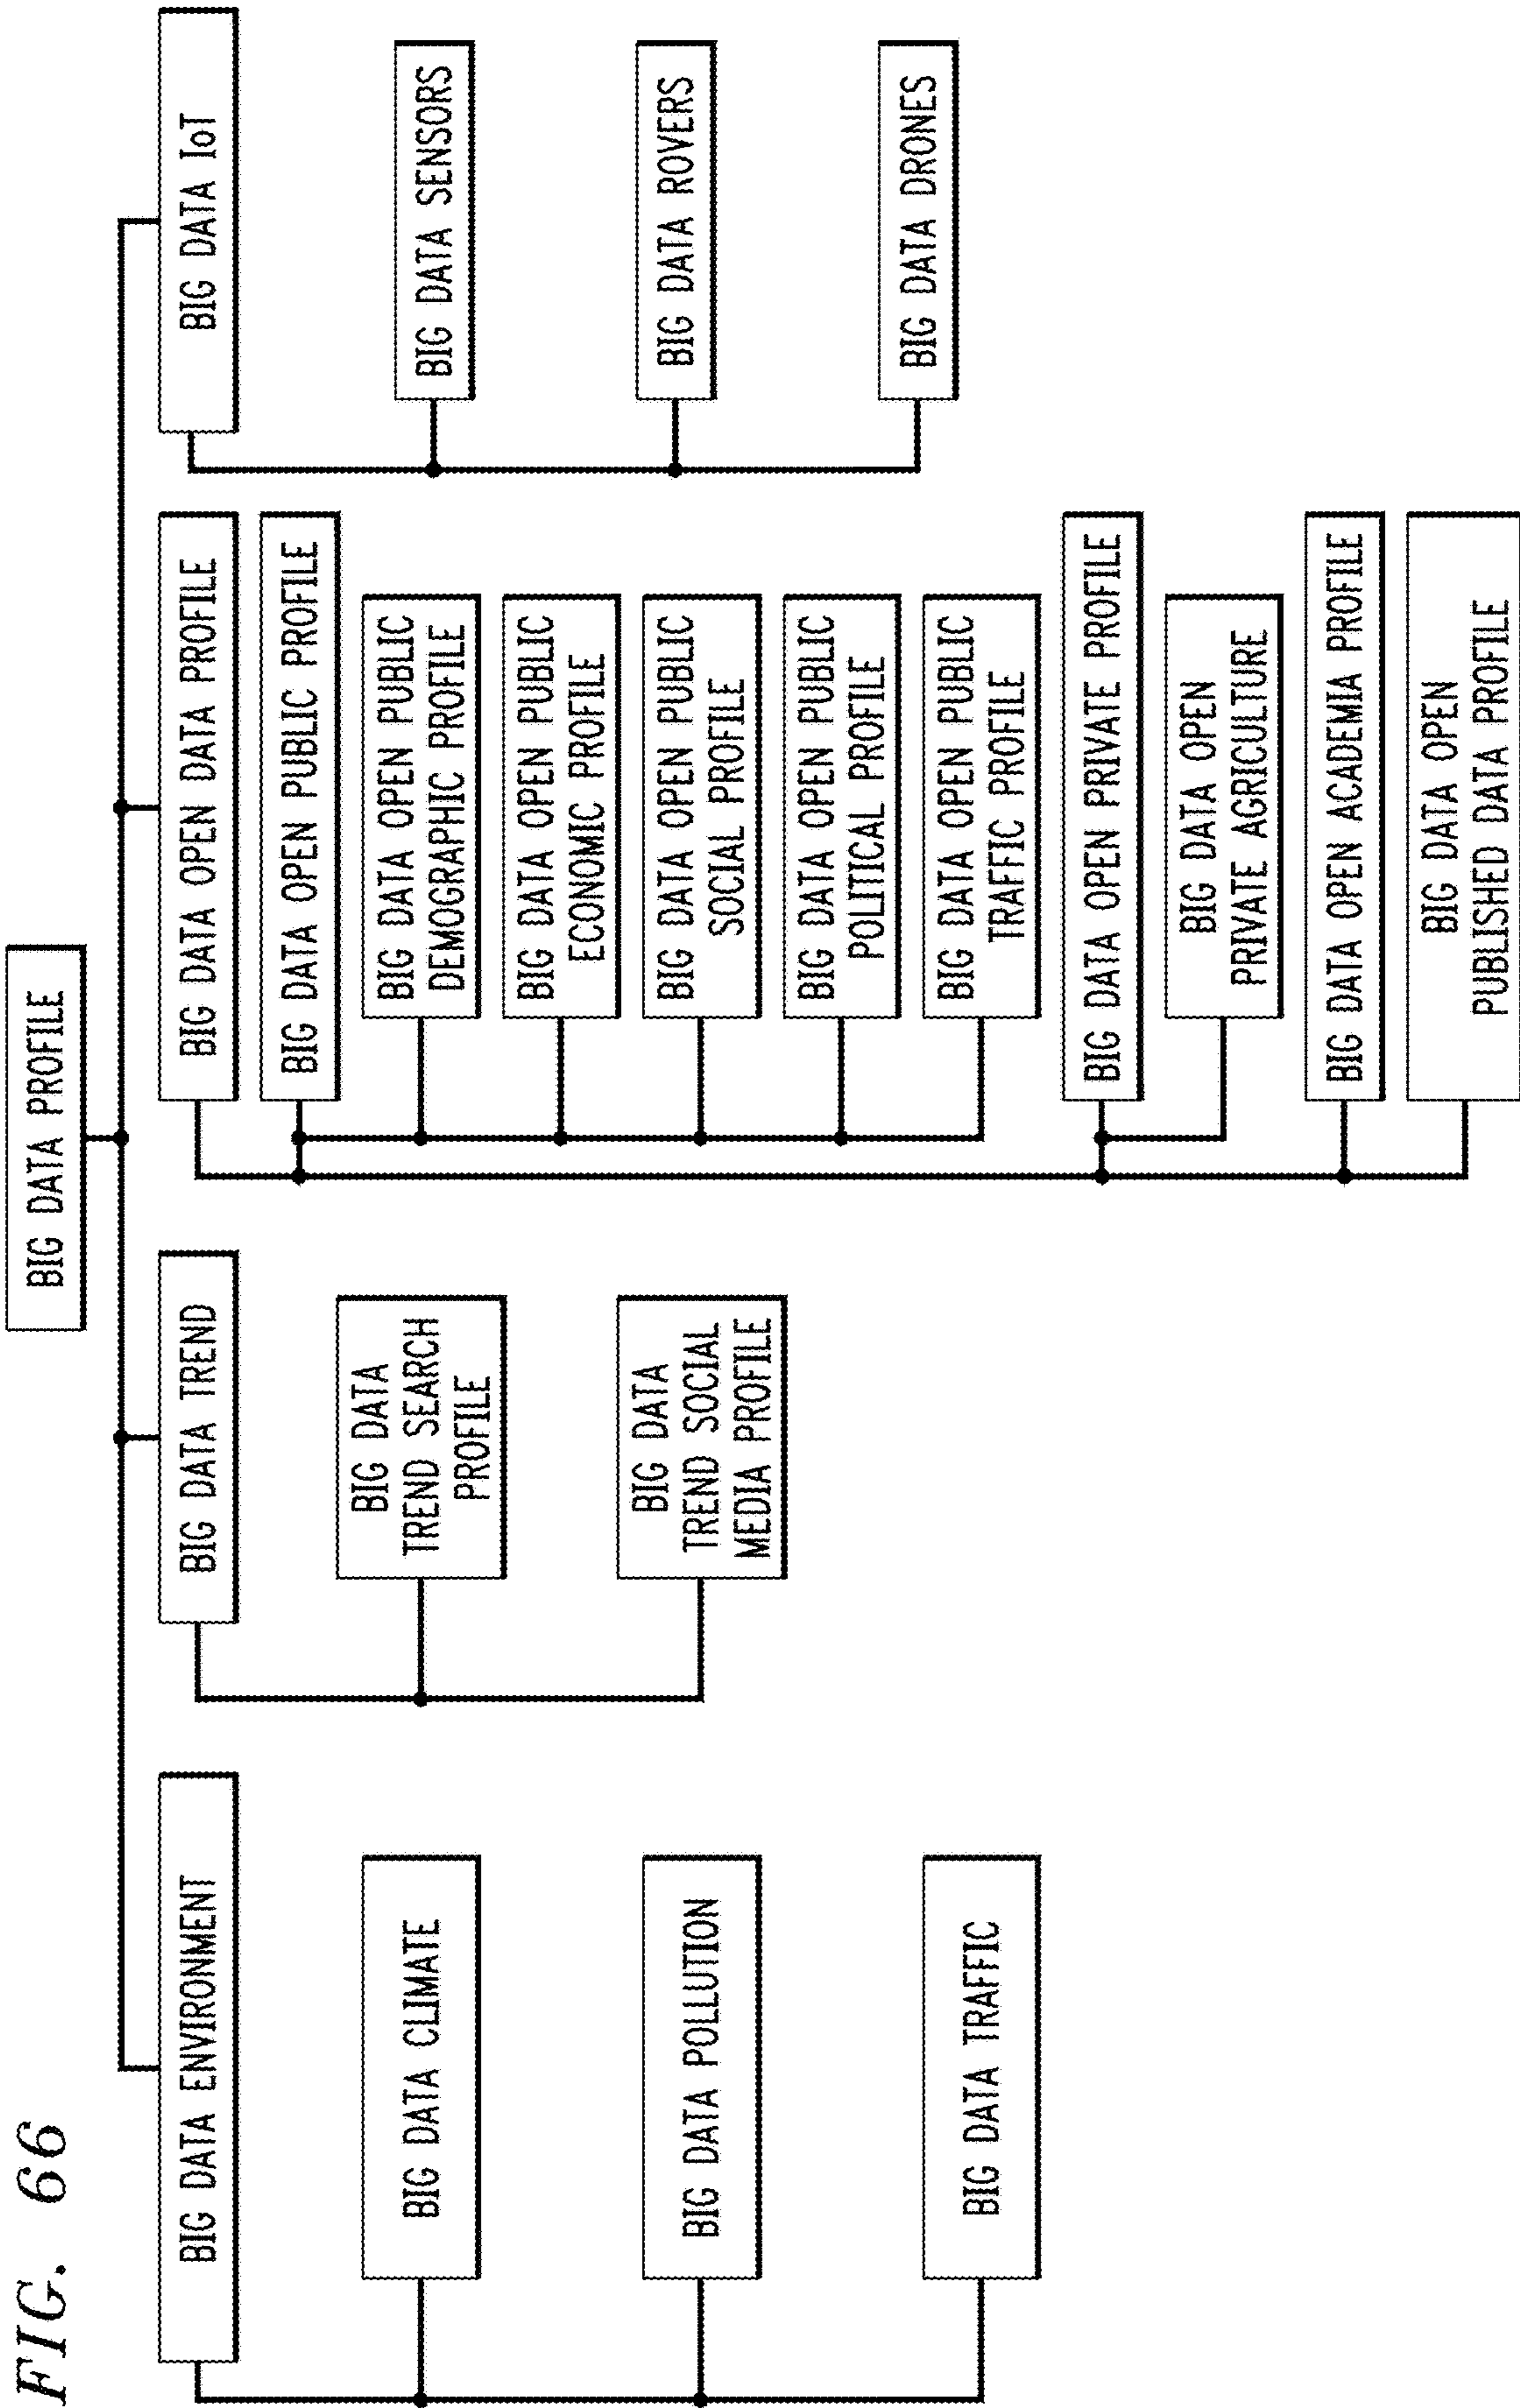 FIG. 66
BIG DATA PROFILE
BIG DATA ENVIRONMENT
BIG DATA CLIMATE
BIG DATA POLLUTION
BIG DATA TRAFFIC
BIG DATA TREND
BIG DATA
TREND SEARCH
PROFILE
BIG DATA
TREND SOCIAL
MEDIA PROFILE
BIG DATA OPEN DATA PROFILE
BIG DATA OPEN PUBLIC PROFILE
BIG DATA OPEN PUBLIC
DEMOGRAPHIC PROFILE
BIG DATA OPEN PUBLIC
ECONOMIC PROFILE
BIG DATA OPEN PUBLIC
SOCIAL PROFILE
BIG DATA OPEN PUBLIC
POLITICAL PROFILE
BIG DATA OPEN PUBLIC
TRAFFIC PROFILE
BIG DATA OPEN PRIVATE PROFILE
BIG DATA OPEN
PRIVATE AGRICULTURE
BIG DATA OPEN ACADEMIA PROFILE
BIG DATA OPEN
PUBLISHED DATA PROFILE
BIG DATA IoT
BIG DATA SENSORS
BIG DATA ROVERS
BIG DATA DRONES